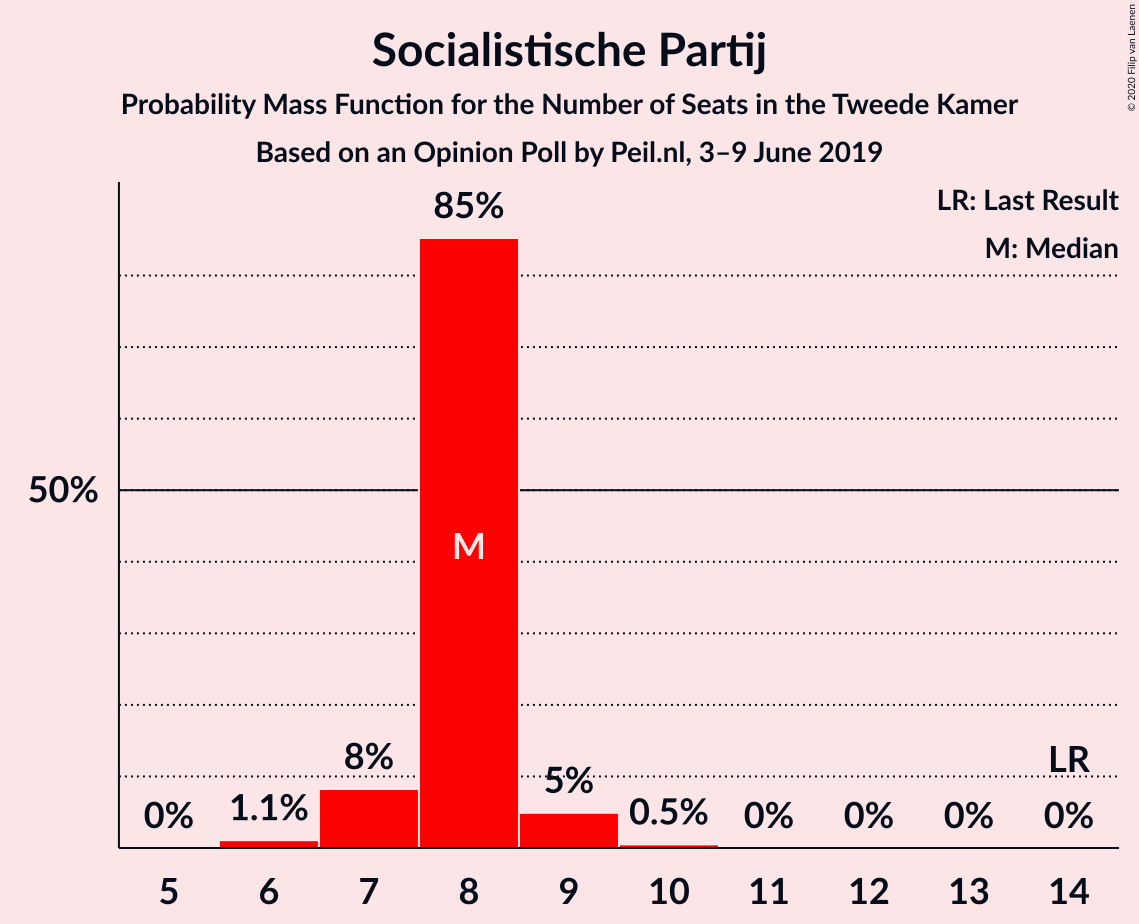 Socialistische Partij
Probability Mass Function for the Number of Seats in the Tweede Kamer
Based on an Opinion Poll by Peil.nl, 3–9 June 2019
© 2020 Filip van Laenen
LR: Last Result
M: Median
85%
50%
M
8%
5%
LR
0%
1.1%
0.5%
0%
0%
0%
0%
5 6 7 8 9 10 11 12 13 14